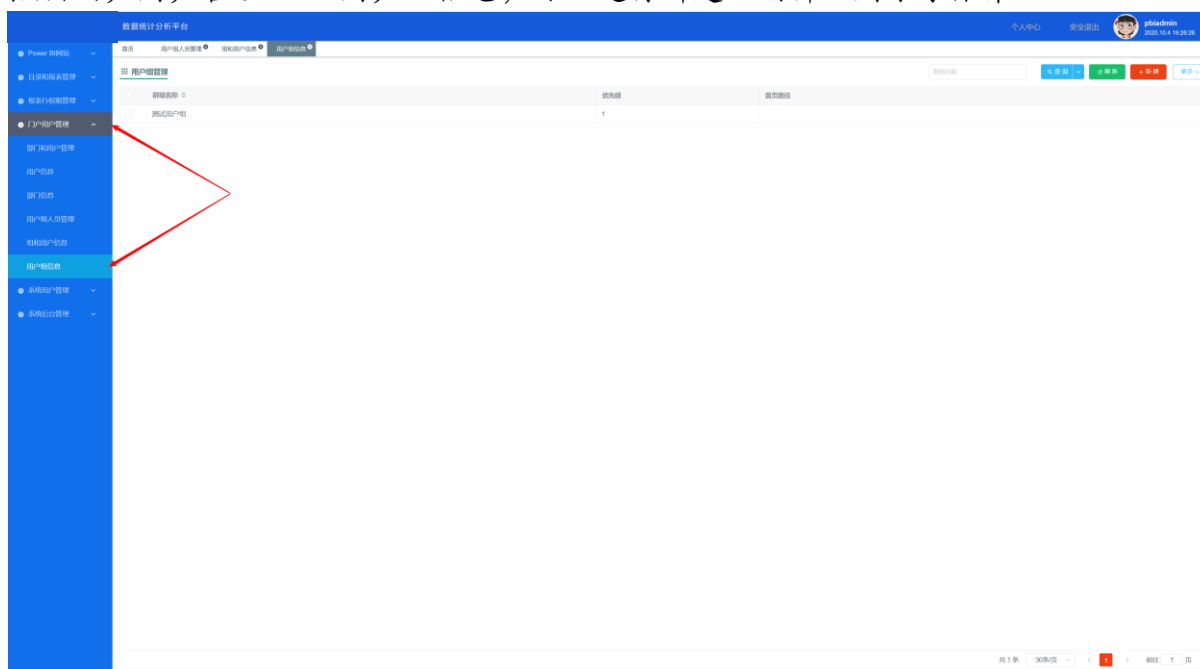 数据统计分析平台
个人中心
安全退出
pbiadmin
2020.10.4 19:26:26
Power BI网站
目录和报表管理
报表行权限管理
门户用户管理
部门和用户管理
用户信息
部门信息
用户组人员管理
组和用户信息
用户组信息
系统用户管理
系统后台管理
首页
用户组人员管理
组和用户信息
用户组信息
用户组管理
群组名称
查询
刷新
+ 新建
更多
群组名称
优先级
首页路径
测试用户组
1
共 1 条
30条/页
1
前往
1
页